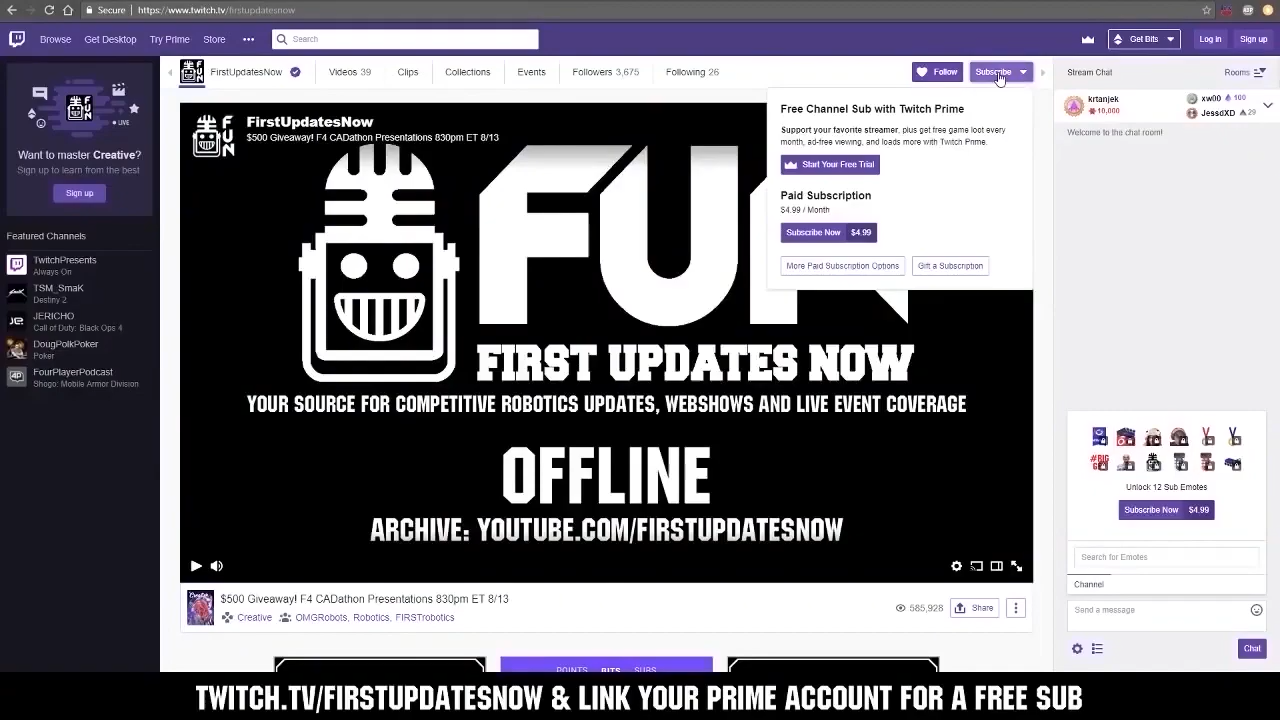 Secure
https://www.twitch.tv/firstupdatesnow
Browse
Get Desktop
Try Prime
Store
Search
Get Bits
Log in
Sign up
FUN
LIVE
Want to master Creative?
Sign up to learn from the best
Sign up
Featured Channels
TwitchPresents
Always On
TSM_SmaK
Destiny 2
JERICHO
Call of Duty: Black Ops 4
DougPolkPoker
Poker
FourPlayerPodcast
Shogo: Mobile Armor Division
FirstUpdatesNow
Videos 39
Clips
Collections
Events
Followers 3,675
Following 26
Follow
Subscribe
FUN
FirstUpdatesNow
$500 Giveaway! F4 CADathon Presentations 830pm ET 8/13
Free Channel Sub with Twitch Prime
Support your favorite streamer, plus get free game loot every
month, ad-free viewing, and loads more with Twitch Prime.
Start Your Free Trial
Paid Subscription
$4.99 / Month
Subscribe Now $4.99
More Paid Subscription Options
Gift a Subscription
FUN
FIRST UPDATES NOW
YOUR SOURCE FOR COMPETITIVE ROBOTICS UPDATES, WEBSHOWS AND LIVE EVENT COVERAGE
OFFLINE
ARCHIVE: YOUTUBE.COM/FIRSTUPDATESNOW
$500 Giveaway! F4 CADathon Presentations 830pm ET 8/13
Creative
OMGRobots, Robotics, FIRSTrobotics
585,928
Share
POINTS BITS SUBS
Stream Chat
Rooms
krtanjek
10,000
xw00 100
JessdXD 29
Welcome to the chat room!
Unlock 12 Sub Emotes
Subscribe Now $4.99
Search for Emotes
Channel
Send a message
Chat
TWITCH.TV/FIRSTUPDATESNOW & LINK YOUR PRIME ACCOUNT FOR A FREE SUB